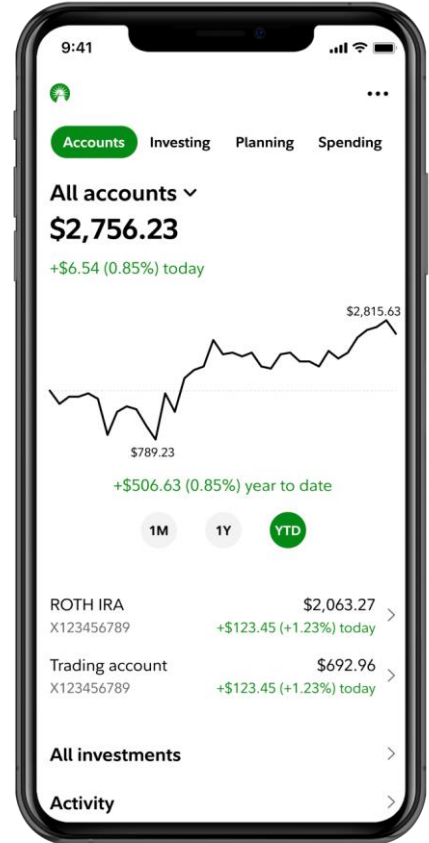 9:41
Accounts Investing Planning Spending
All accounts
$2,756.23
+$6.54 (0.85%) today
$2,815.63
$789.23
+$506.63 (0.85%) year to date
1M 1Y YTD
ROTH IRA $2,063.27
X123456789 +$123.45 (+1.23%) today
Trading account $692.96
X123456789 +$123.45 (+1.23%) today
All investments
Activity